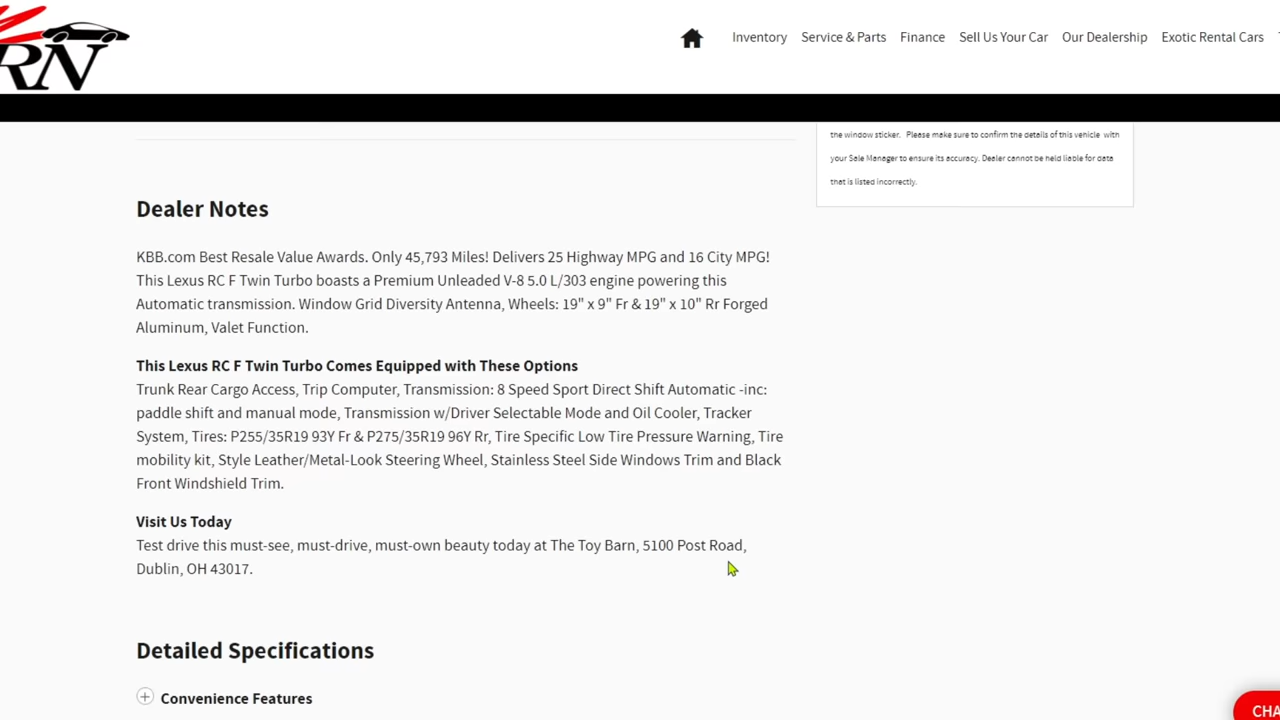 RN
Inventory Service & Parts Finance Sell Us Your Car Our Dealership Exotic Rental Cars
the window sticker. Please make sure to confirm the details of this vehicle with
your Sale Manager to ensure its accuracy. Dealer cannot be held liable for data
that is listed incorrectly.
Dealer Notes
KBB.com Best Resale Value Awards. Only 45,793 Miles! Delivers 25 Highway MPG and 16 City MPG!
This Lexus RC F Twin Turbo boasts a Premium Unleaded V-8 5.0 L/303 engine powering this
Automatic transmission. Window Grid Diversity Antenna, Wheels: 19" x 9" Fr & 19" x 10" Rr Forged
Aluminum, Valet Function.
This Lexus RC F Twin Turbo Comes Equipped with These Options
Trunk Rear Cargo Access, Trip Computer, Transmission: 8 Speed Sport Direct Shift Automatic -inc:
paddle shift and manual mode, Transmission w/Driver Selectable Mode and Oil Cooler, Tracker
System, Tires: P255/35R19 93Y Fr & P275/35R19 96Y Rr, Tire Specific Low Tire Pressure Warning, Tire
mobility kit, Style Leather/Metal-Look Steering Wheel, Stainless Steel Side Windows Trim and Black
Front Windshield Trim.
Visit Us Today
Test drive this must-see, must-drive, must-own beauty today at The Toy Barn, 5100 Post Road,
Dublin, OH 43017.
Detailed Specifications
Convenience Features
CHA